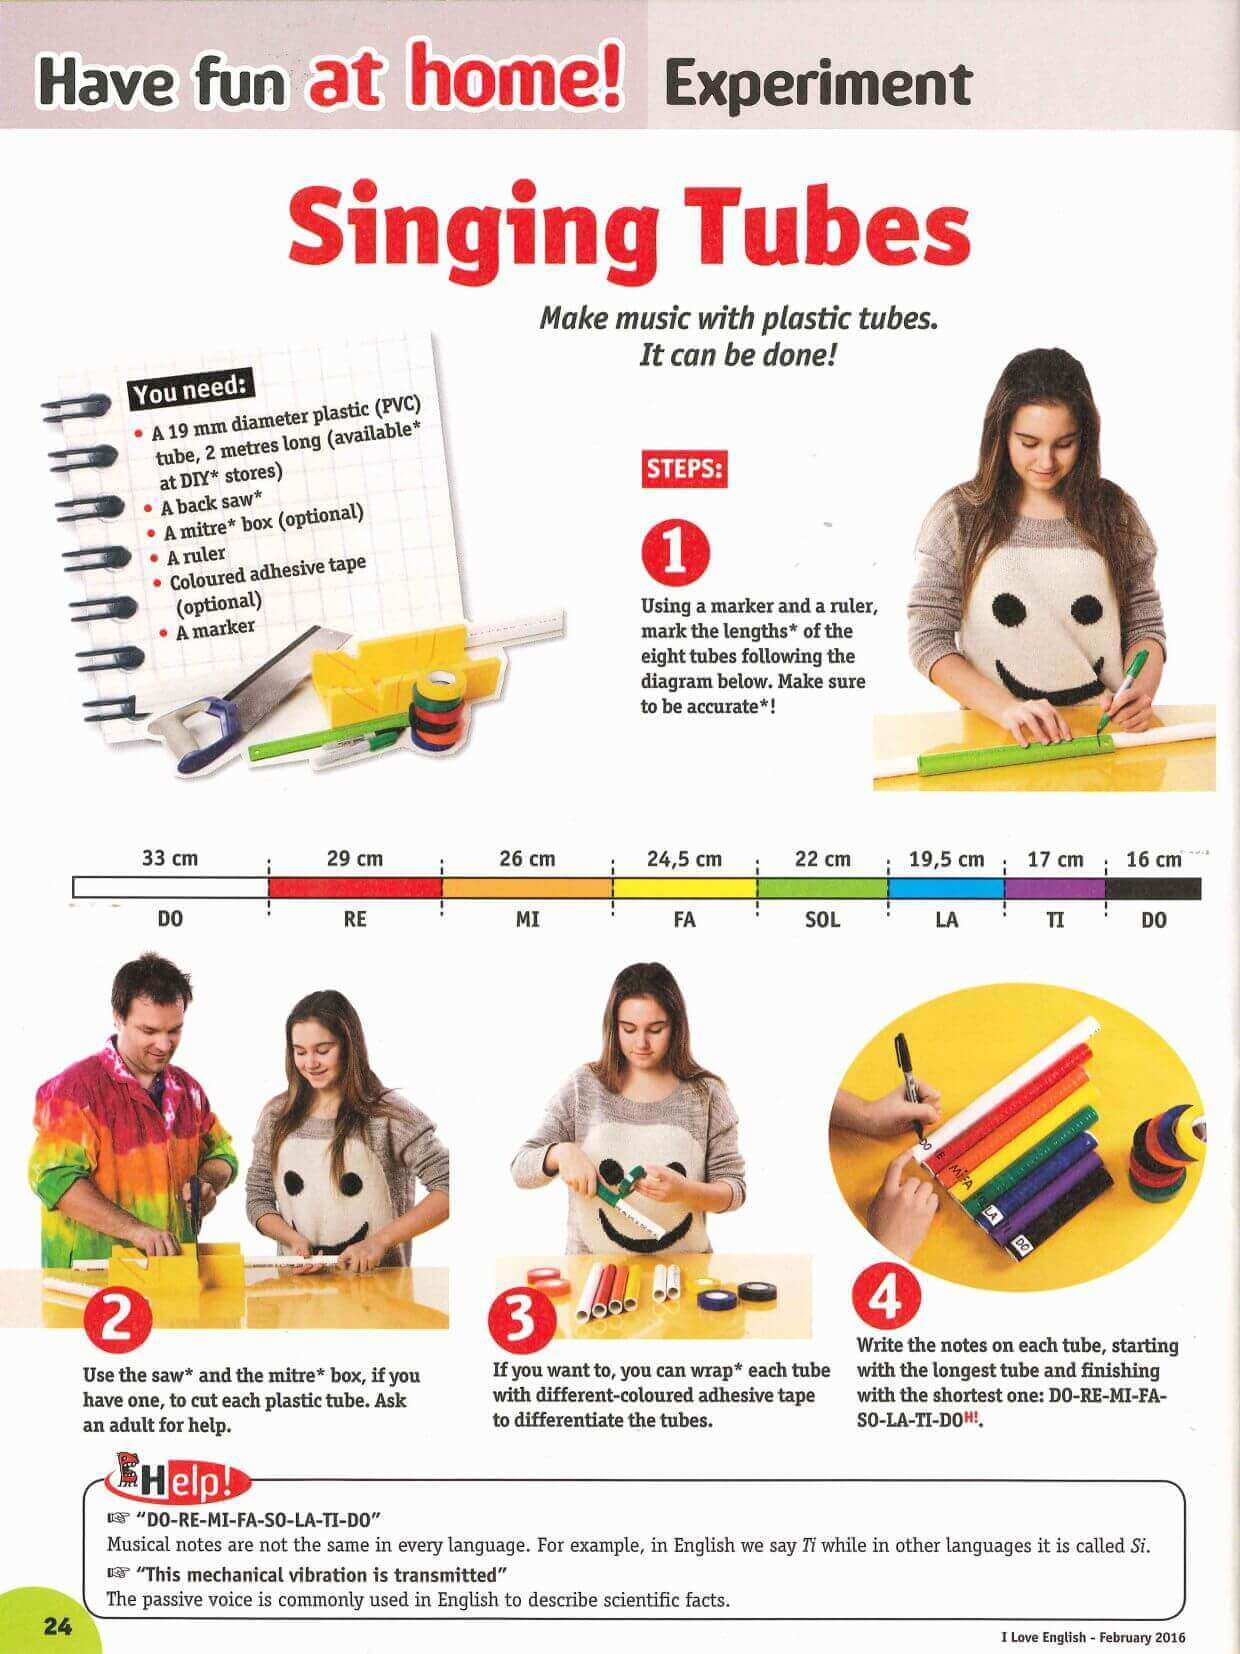 Have fun at home! Experiment
Singing Tubes
Make music with plastic tubes.
It can be done!
You need:
• A 19 mm diameter plastic (PVC)
tube, 2 metres long (available*
at DIY* stores)
• A back saw*
• A mitre* box (optional)
• A ruler
• Coloured adhesive tape
(optional)
• A marker
STEPS:
1
Using a marker and a ruler,
mark the lengths* of the
eight tubes following the
diagram below. Make sure
to be accurate*!
33 cm 29 cm 26 cm 24,5 cm 22 cm 19,5 cm 17 cm 16 cm
DO RE MI FA SOL LA TI DO
2
Use the saw* and the mitre* box, if you
have one, to cut each plastic tube. Ask
an adult for help.
3
If you want to, you can wrap* each tube
with different-coloured adhesive tape
to differentiate the tubes.
DO
E
MI
FA
LA
DO
4
Write the notes on each tube, starting
with the longest tube and finishing
with the shortest one: DO-RE-MI-FA-
SO-LA-TI-DOH!.
Help!
☞ “DO-RE-MI-FA-SO-LA-TI-DO”
Musical notes are not the same in every language. For example, in English we say Ti while in other languages it is called Si.
☞ “This mechanical vibration is transmitted”
The passive voice is commonly used in English to describe scientific facts.
24
I Love English - February 2016